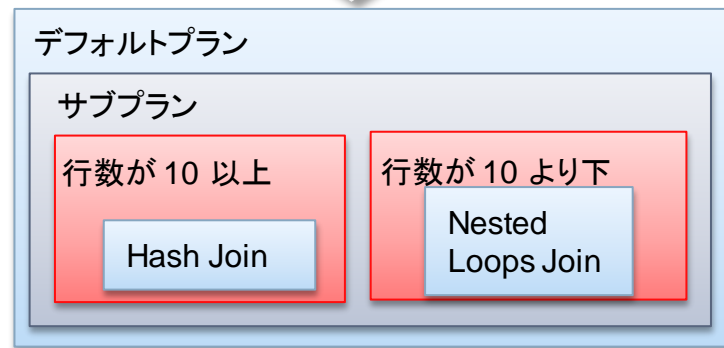 デフォルトプラン
サブプラン
行数が 10 以上
Hash Join
行数が 10 より下
Nested
Loops Join